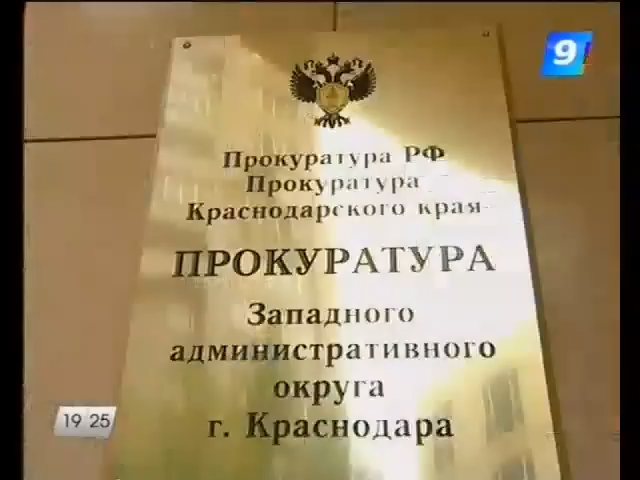 9
Прокуратура РФ
Прокуратура
Краснодарского края
ПРОКУРАТУРА
Западного
административного
округа
г. Краснодара
19 25